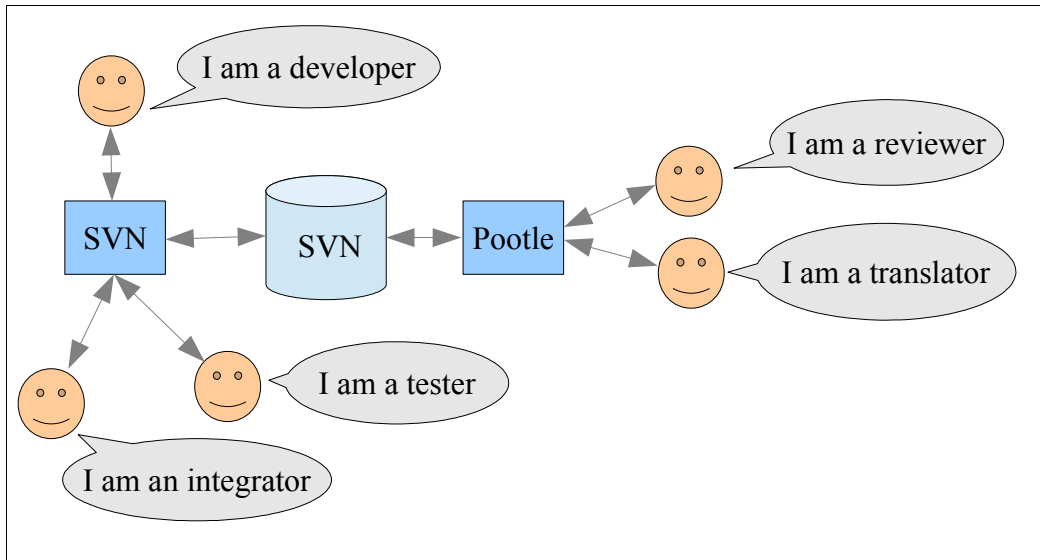 I am a developer
I am a reviewer
SVN
SVN
Pootle
I am a translator
I am a tester
I am an integrator